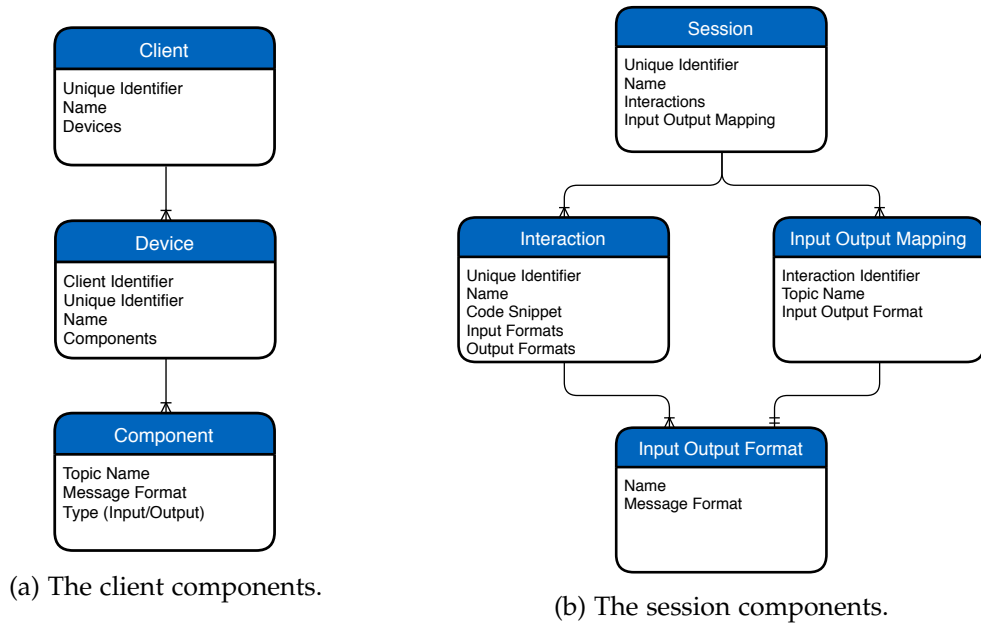 Client
Unique Identifier
Name
Devices
Device
Client Identifier
Unique Identifier
Name
Components
Component
Topic Name
Message Format
Type (Input/Output)
(a) The client components.
Session
Unique Identifier
Name
Interactions
Input Output Mapping
Interaction
Unique Identifier
Name
Code Snippet
Input Formats
Output Formats
Input Output Mapping
Interaction Identifier
Topic Name
Input Output Format
Input Output Format
Name
Message Format
(b) The session components.